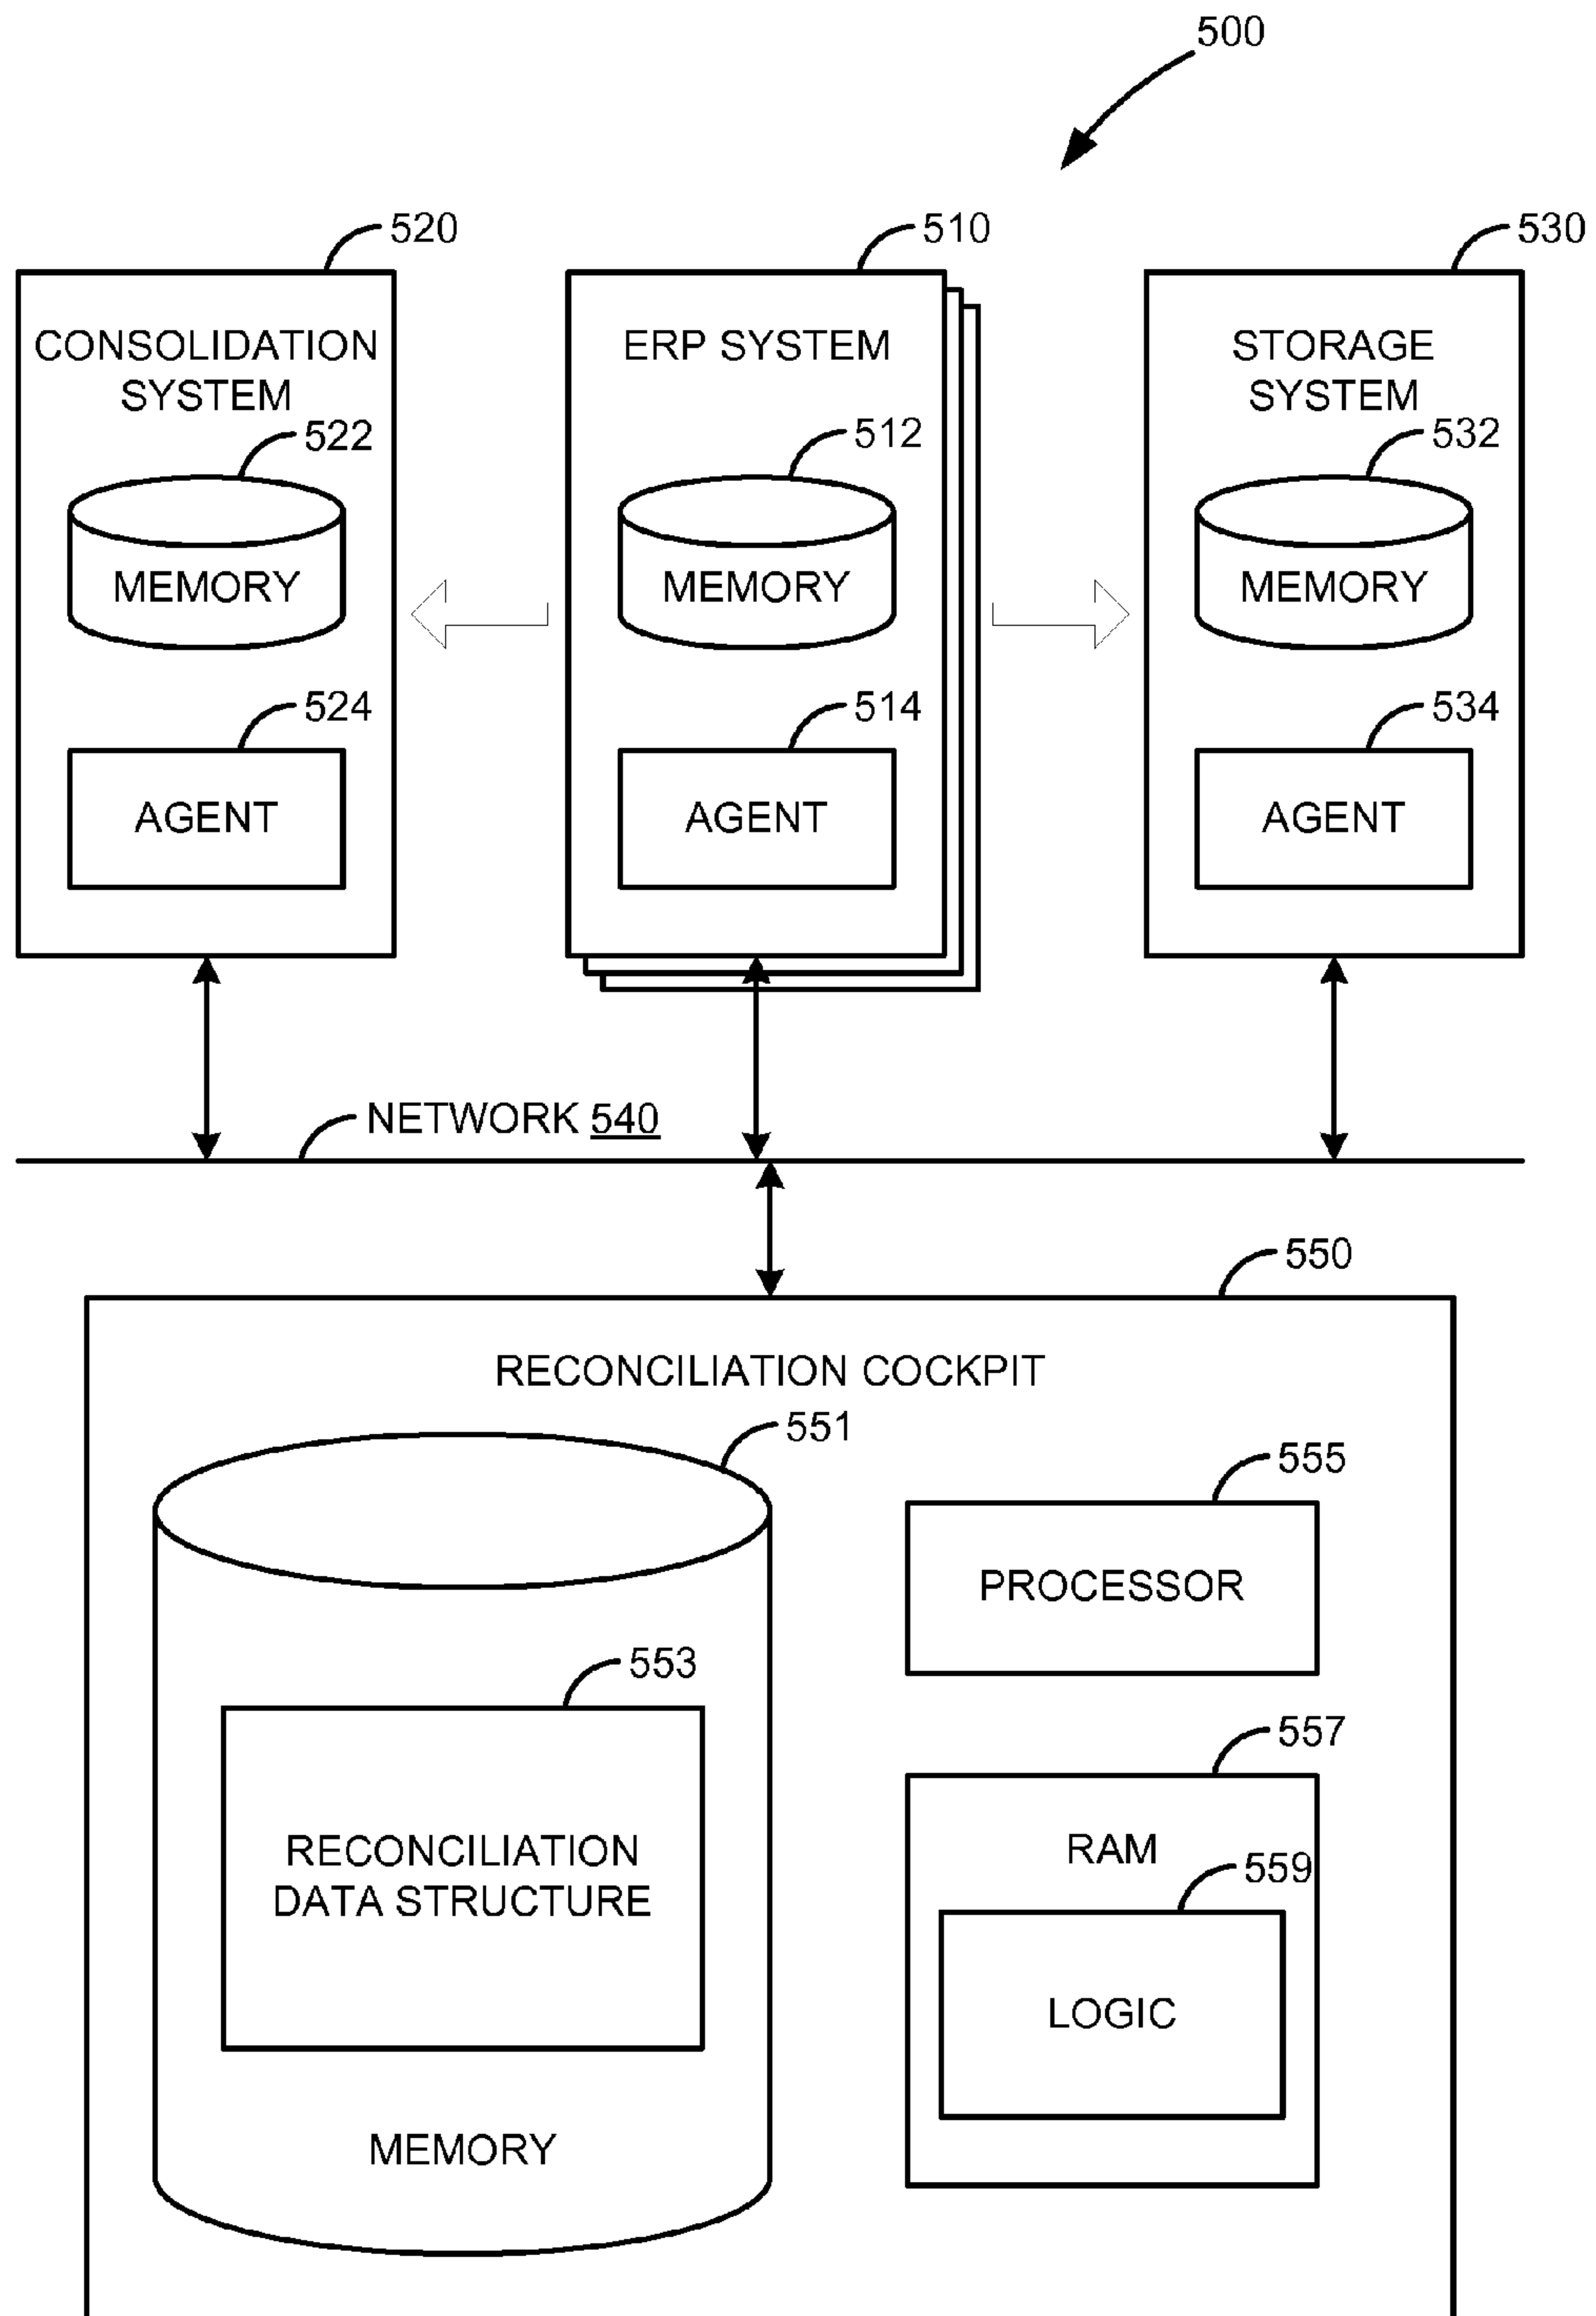 500
520
510
530
CONSOLIDATION
SYSTEM
ERP SYSTEM
STORAGE
SYSTEM
522
512
532
MEMORY
MEMORY
MEMORY
524
514
534
AGENT
AGENT
AGENT
NETWORK 540
550
RECONCILIATION COCKPIT
551
555
PROCESSOR
553
557
RECONCILIATION
DATA STRUCTURE
RAM
559
LOGIC
MEMORY